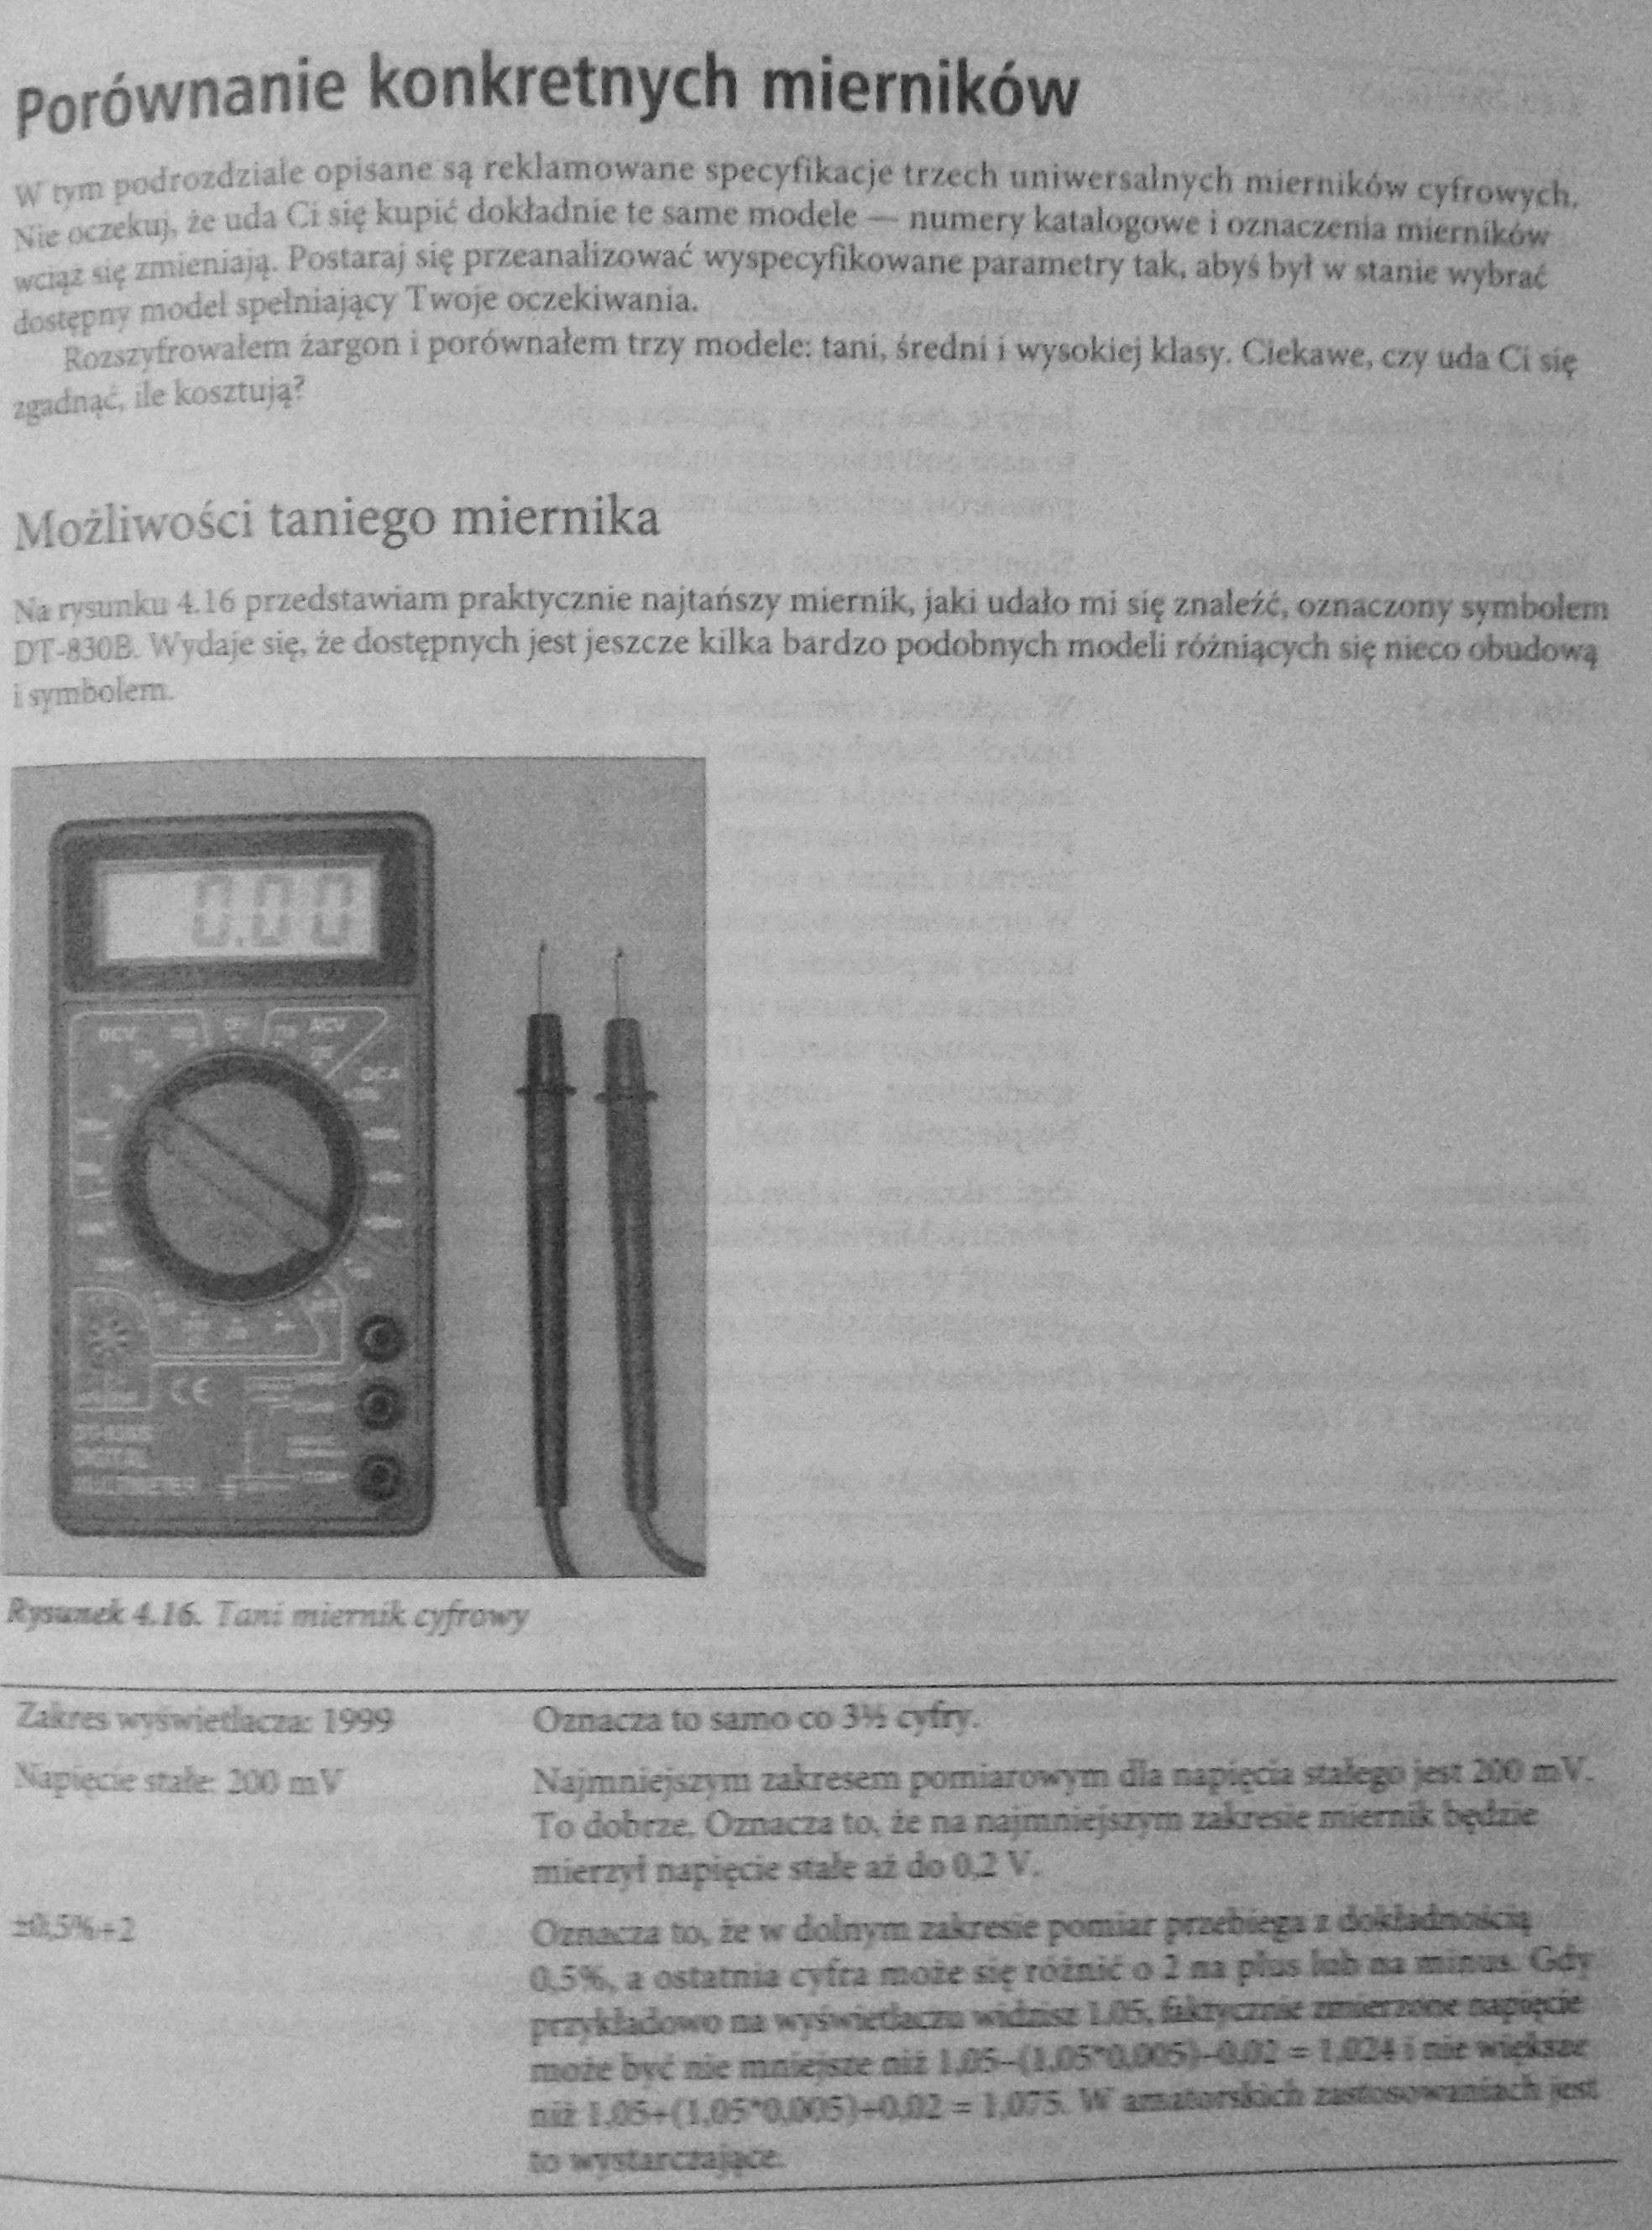 Porównanie konkretnych mierników
W tym podrozdziale opisane są reklamowane specyfikacje trzech uniwersalnych mierników cyfrowych.
Nie oczekuj, że uda Ci się kupić dokładnie te same modele — numery katalogowe i oznaczenia mierników
wciąż się zmieniają. Postaraj się przeanalizować wyspecyfikowane parametry tak, abyś był w stanie wybrać
dostępny model spełniający Twoje oczekiwania.
Rozszyfrowałem żargon i porównałem trzy modele: tani, średni i wysokiej klasy. Ciekawe, czy uda Ci się
zgadnąć, ile kosztują?
Możliwości taniego miernika
Na rysunku 4.16 przedstawiam praktycznie najtańszy miernik, jaki udało mi się znaleźć, oznaczony symbolem
DT-830B. Wydaje się, że dostępnych jest jeszcze kilka bardzo podobnych modeli różniących się nieco obudową
i symbolem.
0.00
DCV
OFF
ACV
DCA
CE
DT-830B
DIGITAL
MULTIMETER
COM
Rysunek 4.16. Tani miernik cyfrowy
Zakres wyświetlacza: 1999
Oznacza to samo co 3½ cyfry.
Napięcie stałe: 200 mV
Najmniejszym zakresem pomiarowym dla napięcia stałego jest 200 mV.
To dobrze. Oznacza to, że na najmniejszym zakresie miernik będzie
mierzył napięcie stałe aż do 0,2 V.
±0,5%+2
Oznacza to, że w dolnym zakresie pomiar przebiega z dokładnością
0,5%, a ostatnia cyfra może się różnić o 2 na plus lub na minus. Gdy
przykładowo na wyświetlaczu widzisz 1.05, faktycznie zmierzone napięcie
może być nie mniejsze niż 1,05–(1,05*0,005)–0,02 = 1,024 i nie większe
niż 1,05+(1,05*0,005)+0,02 = 1,075. W amatorskich zastosowaniach jest
to wystarczające.